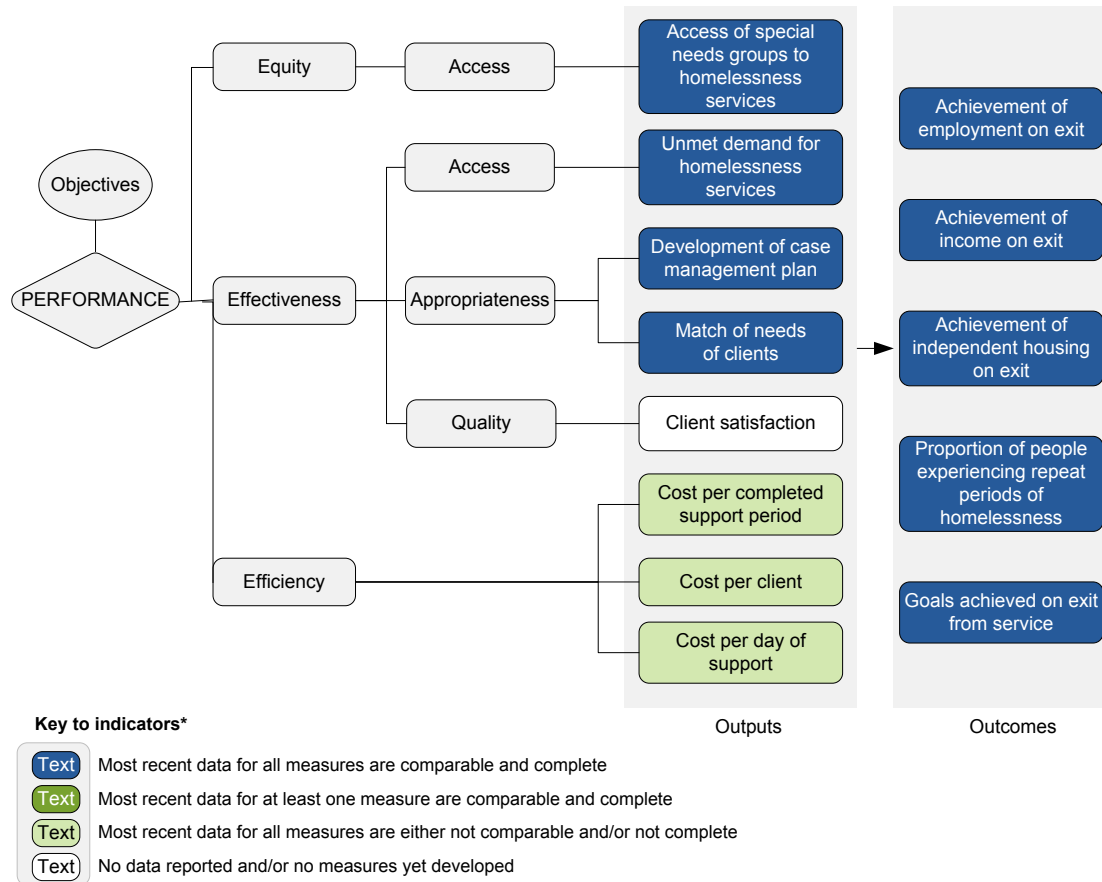 Objectives
PERFORMANCE
Equity
Access
Access of special
needs groups to
homelessness
services
Effectiveness
Access
Unmet demand for
homelessness
services
Appropriateness
Development of case
management plan
Match of needs
of clients
Quality
Client satisfaction
Efficiency
Cost per completed
support period
Cost per client
Cost per day of
support
Outputs
Achievement of
employment on exit
Achievement of
income on exit
Achievement of
independent housing
on exit
Proportion of people
experiencing repeat
periods of
homelessness
Goals achieved on exit
from service
Outcomes
Key to indicators*
Text Most recent data for all measures are comparable and complete
Text Most recent data for at least one measure are comparable and complete
Text Most recent data for all measures are either not comparable and/or not complete
Text No data reported and/or no measures yet developed